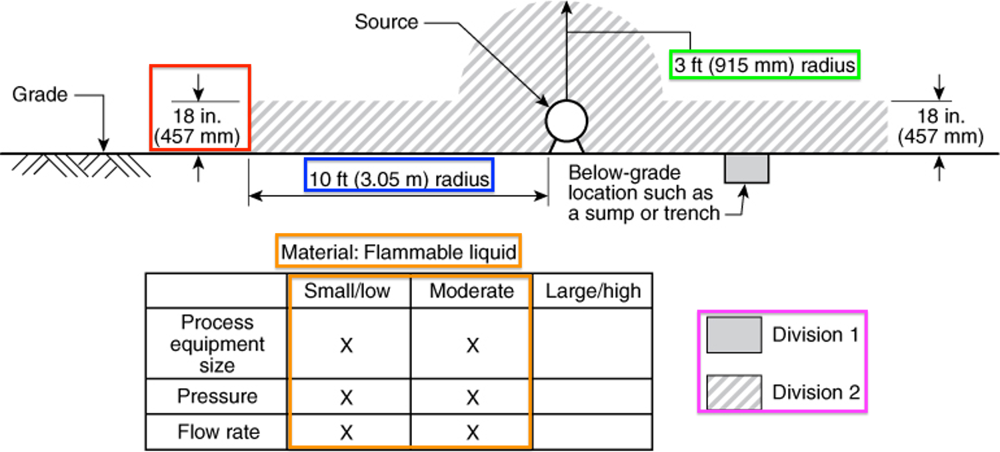 Source
3 ft (915 mm) radius
Grade
18 in.
(457 mm)
18 in.
(457 mm)
10 ft (3.05 m) radius
Below-grade
location such as
a sump or trench
Material: Flammable liquid
Small/low Moderate Large/high
Process
equipment
size
X X
Pressure X X
Flow rate X X
Division 1
Division 2